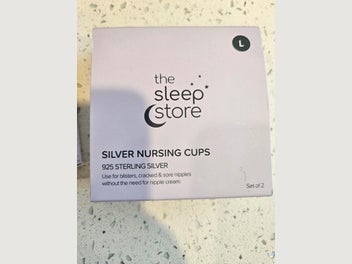 L
the
sleep
store
SILVER NURSING CUPS
925 STERLING SILVER
Use for blisters, cracked & sore nipples
without the need for nipple cream.
Set of 2